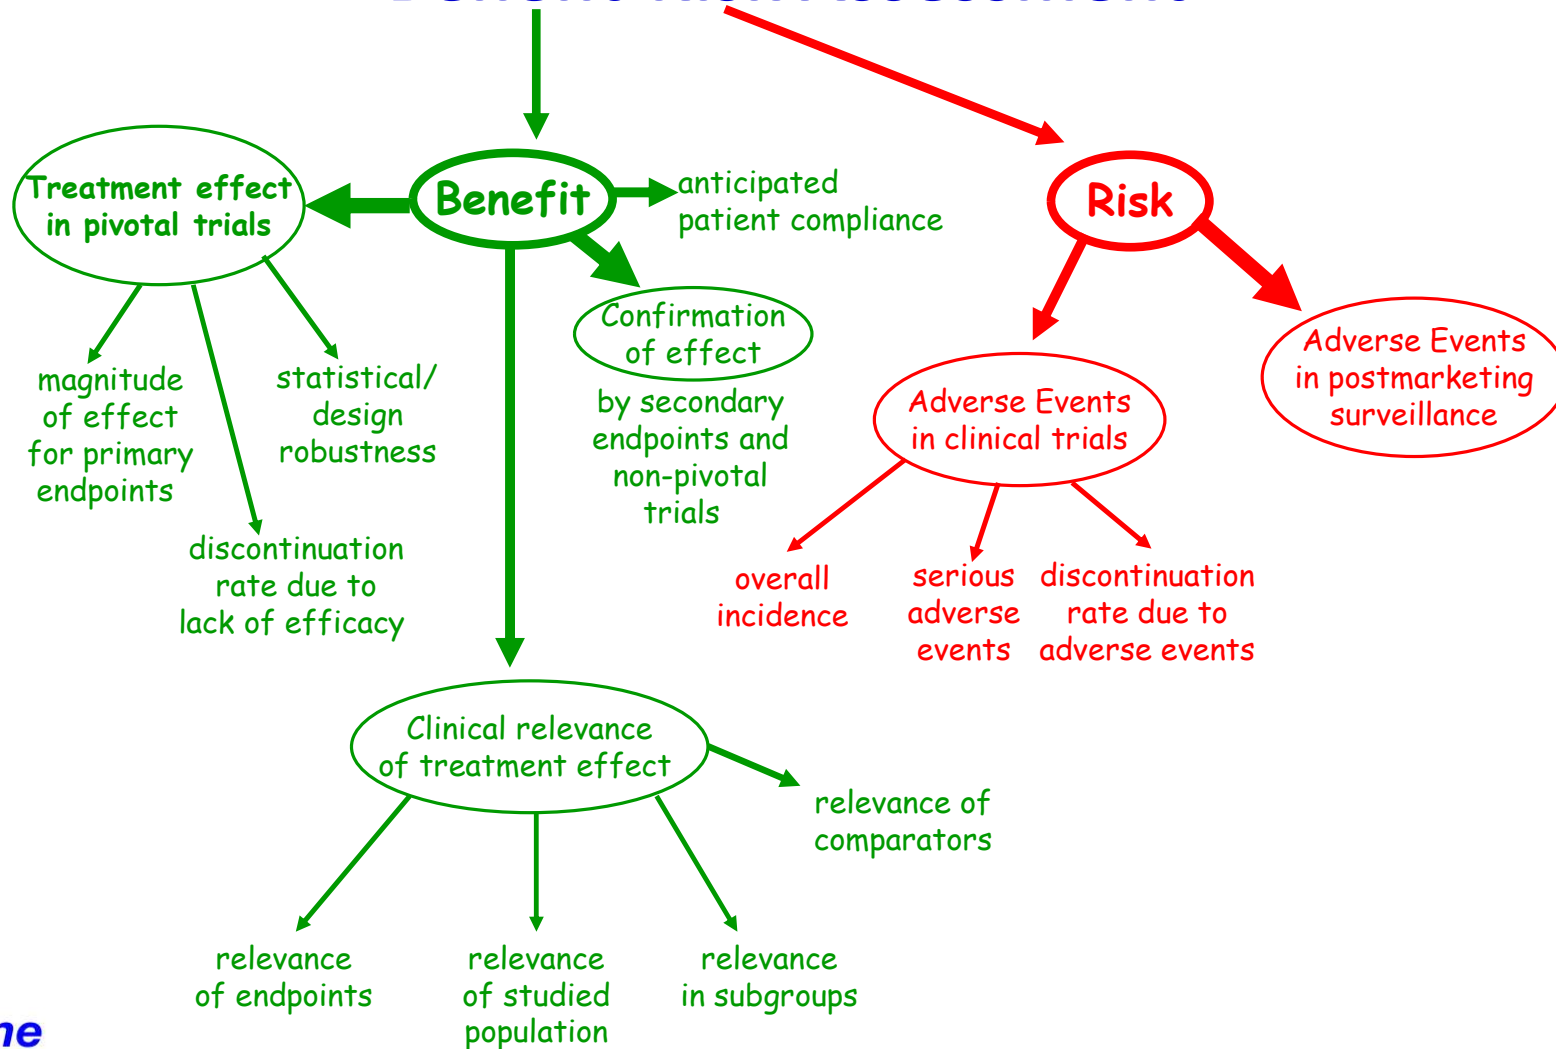 Benefit
Treatment effect
in pivotal trials
anticipated
patient compliance
Risk
Confirmation
of effect
by secondary
endpoints and
non-pivotal
trials
magnitude
of effect
for primary
endpoints
statistical/
design
robustness
discontinuation
rate due to
lack of efficacy
Adverse Events
in clinical trials
Adverse Events
in postmarketing
surveillance
overall
incidence
serious
adverse
events
discontinuation
rate due to
adverse events
Clinical relevance
of treatment effect
relevance of
comparators
relevance
of endpoints
relevance
of studied
population
relevance
in subgroups